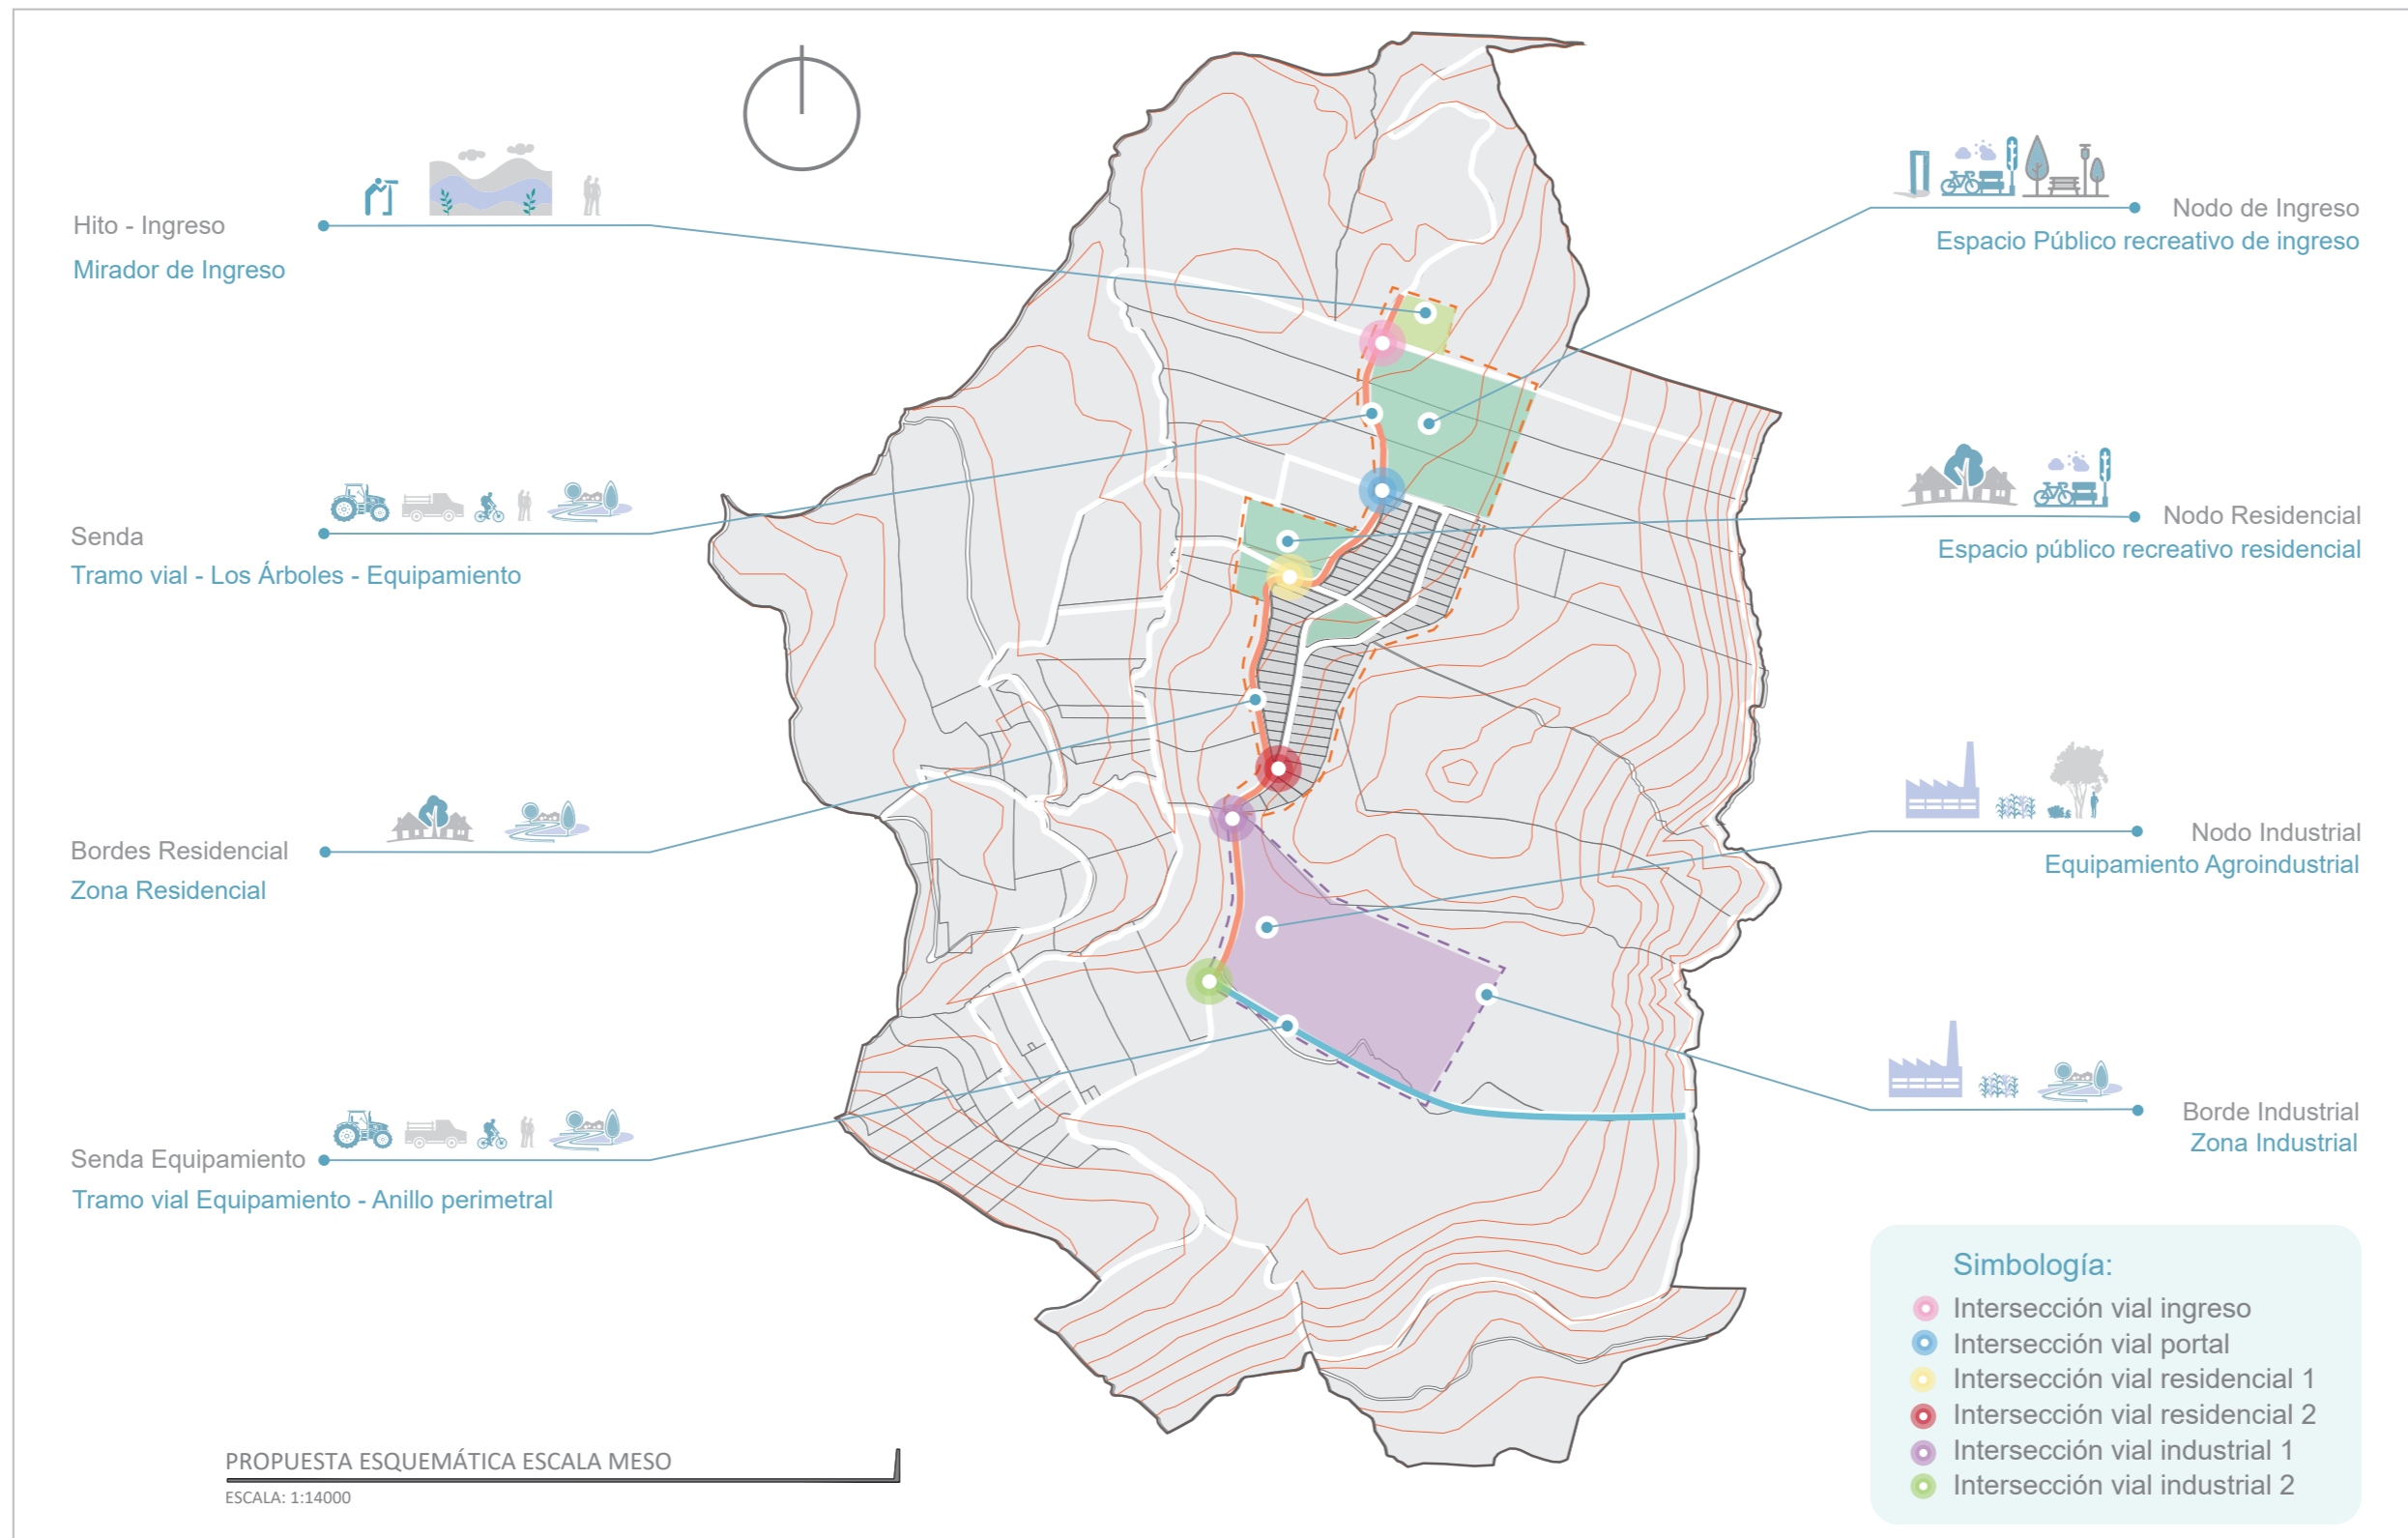 Hito - Ingreso
Mirador de Ingreso
Senda
Tramo vial - Los Árboles - Equipamiento
Bordes Residencial
Zona Residencial
Senda Equipamiento
Tramo vial Equipamiento - Anillo perimetral
Nodo de Ingreso
Espacio Público recreativo de ingreso
Nodo Residencial
Espacio público recreativo residencial
Nodo Industrial
Equipamiento Agroindustrial
Borde Industrial
Zona Industrial
Simbología:
Intersección vial ingreso
Intersección vial portal
Intersección vial residencial 1
Intersección vial residencial 2
Intersección vial industrial 1
Intersección vial industrial 2
PROPUESTA ESQUEMÁTICA ESCALA MESO
ESCALA: 1:14000